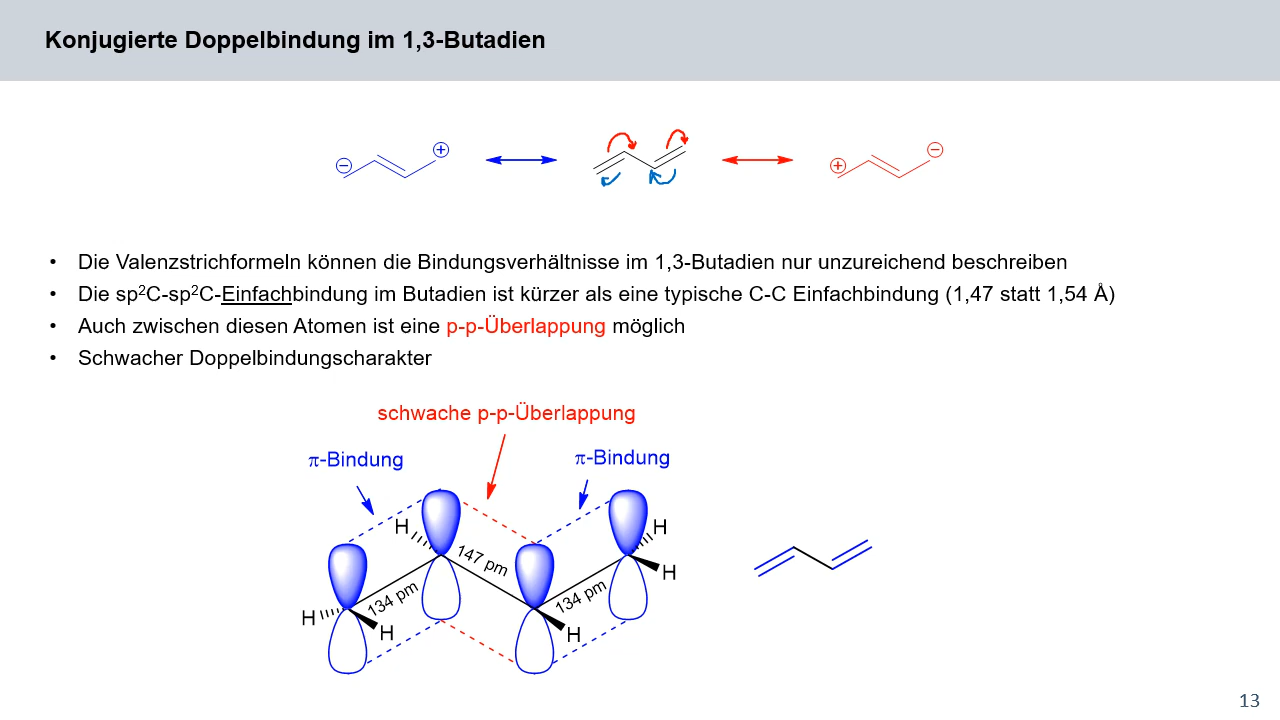 Konjugierte Doppelbindung im 1,3-Butadien
⊖ ⊕ ⊕ ⊖
• Die Valenzstrichformeln können die Bindungsverhältnisse im 1,3-Butadien nur unzureichend beschreiben
• Die sp²C-sp²C-Einfachbindung im Butadien ist kürzer als eine typische C-C Einfachbindung (1,47 statt 1,54 Å)
• Auch zwischen diesen Atomen ist eine p-p-Überlappung möglich
• Schwacher Doppelbindungscharakter
schwache p-p-Überlappung
π-Bindung
π-Bindung
H
H
147 pm
H
134 pm
134 pm
H
H
H
13